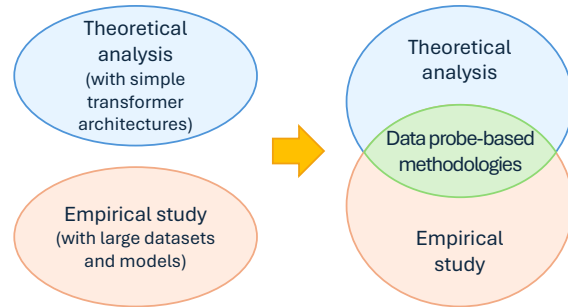 Theoretical
analysis
(with simple
transformer
architectures)
Empirical study
(with large datasets
and models)
Theoretical
analysis
Data probe-based
methodologies
Empirical
study